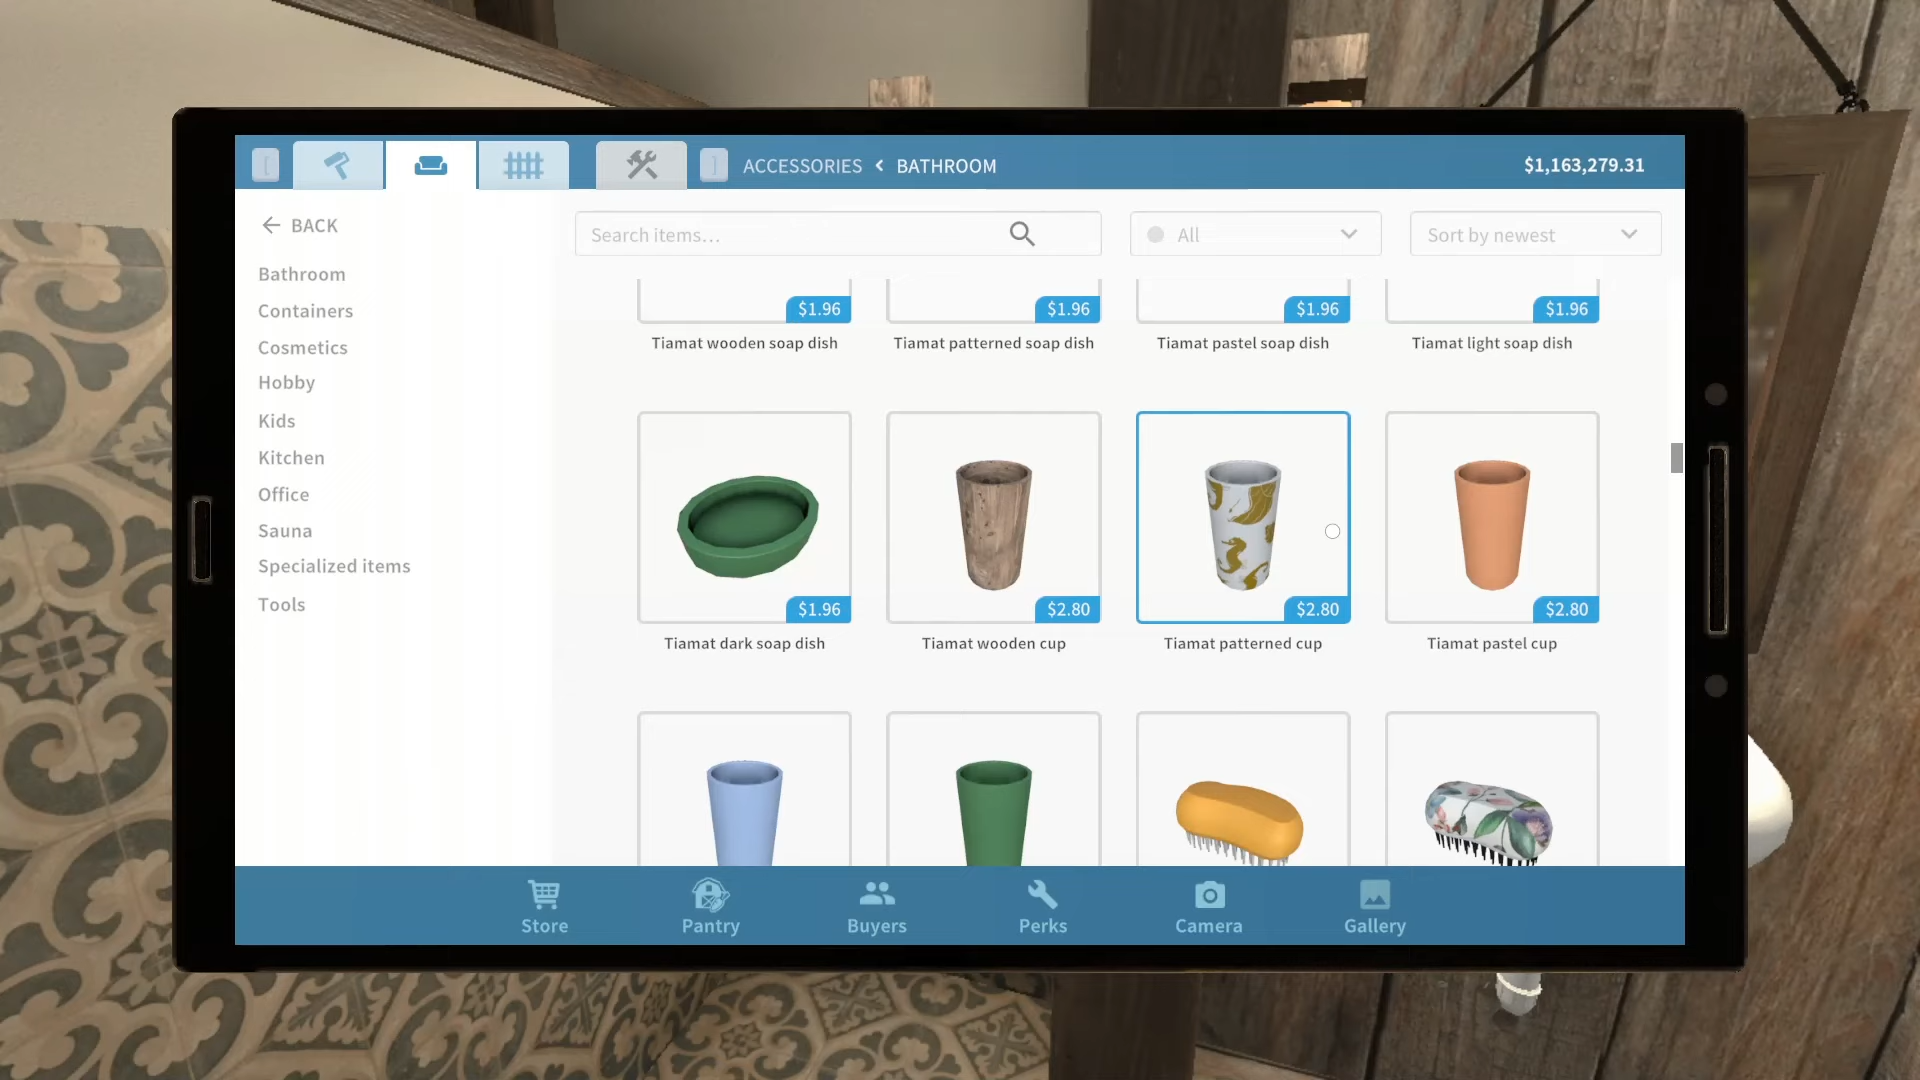 ACCESSORIES < BATHROOM
$1,163,279.31
BACK
Search items...
All
Sort by newest
Bathroom
Containers
Cosmetics
Hobby
Kids
Kitchen
Office
Sauna
Specialized items
Tools
$1.96
$1.96
$1.96
$1.96
Tiamat wooden soap dish
Tiamat patterned soap dish
Tiamat pastel soap dish
Tiamat light soap dish
$1.96
$2.80
$2.80
$2.80
Tiamat dark soap dish
Tiamat wooden cup
Tiamat patterned cup
Tiamat pastel cup
Store
Pantry
Buyers
Perks
Camera
Gallery